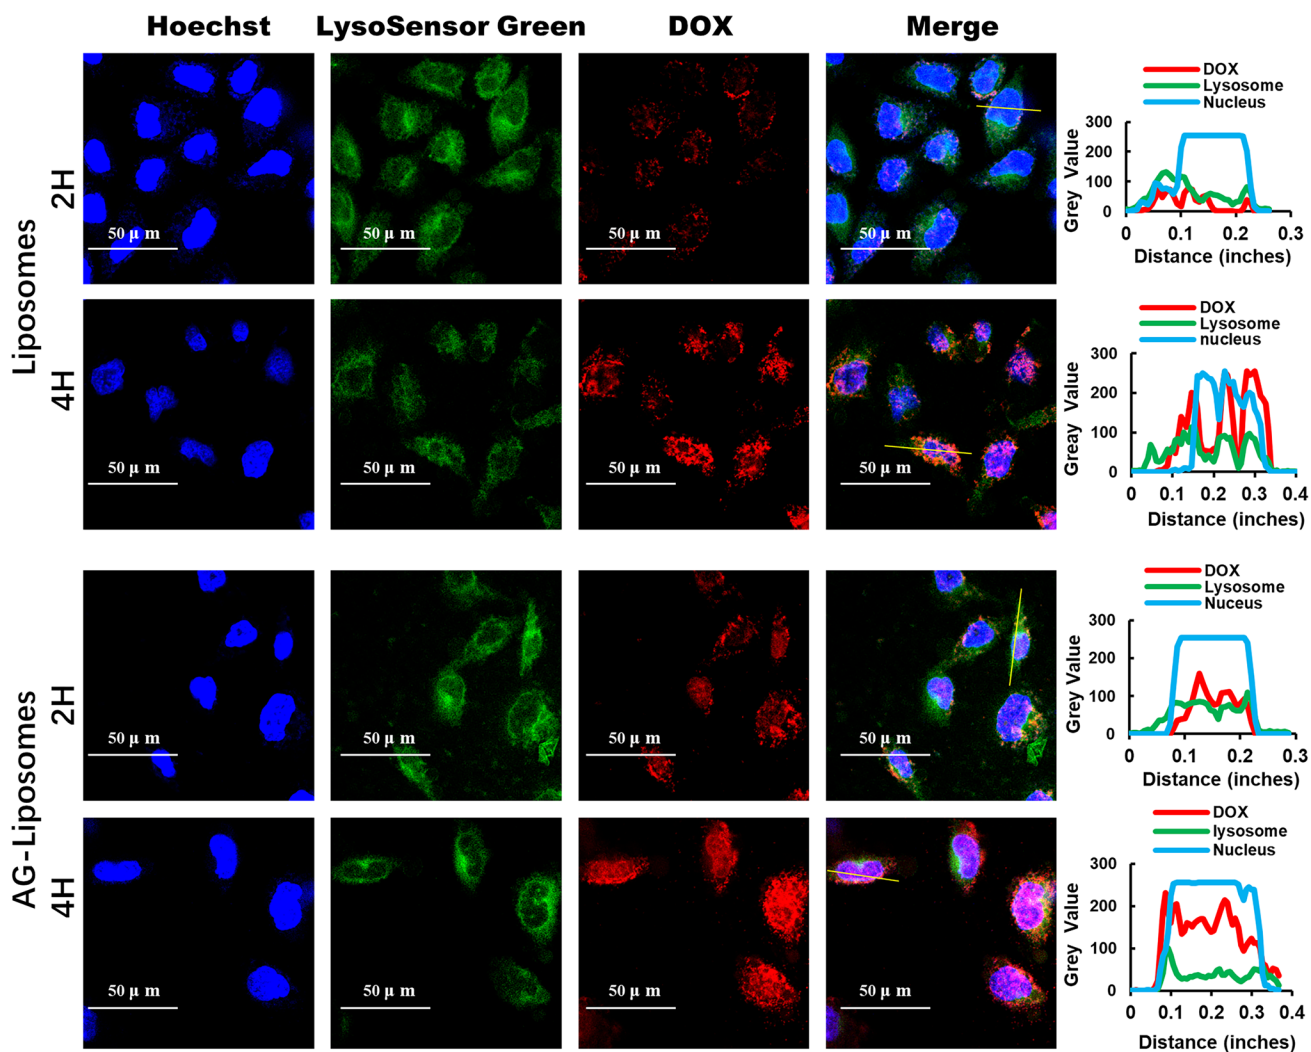 Hoechst LysoSensor Green DOX Merge
Liposomes
2H
50 µ m 50 µ m 50 µ m 50 µ m
DOX
Lysosome
Nucleus
Grey Value
300
200
100
0
0 0.1 0.2 0.3
Distance (inches)
4H
50 µ m 50 µ m 50 µ m 50 µ m
DOX
Lysosome
nucleus
Greay Value
300
200
100
0
0 0.1 0.2 0.3 0.4
Distance (inches)
AG-Liposomes
2H
50 µ m 50 µ m 50 µ m 50 µ m
DOX
Lysosome
Nuceus
Grey Value
300
200
100
0
0 0.1 0.2 0.3
Distance (inches)
4H
50 µ m 50 µ m 50 µ m 50 µ m
DOX
lysosome
Nucleus
Grey Value
300
200
100
0
0 0.1 0.2 0.3 0.4
Distance (inches)